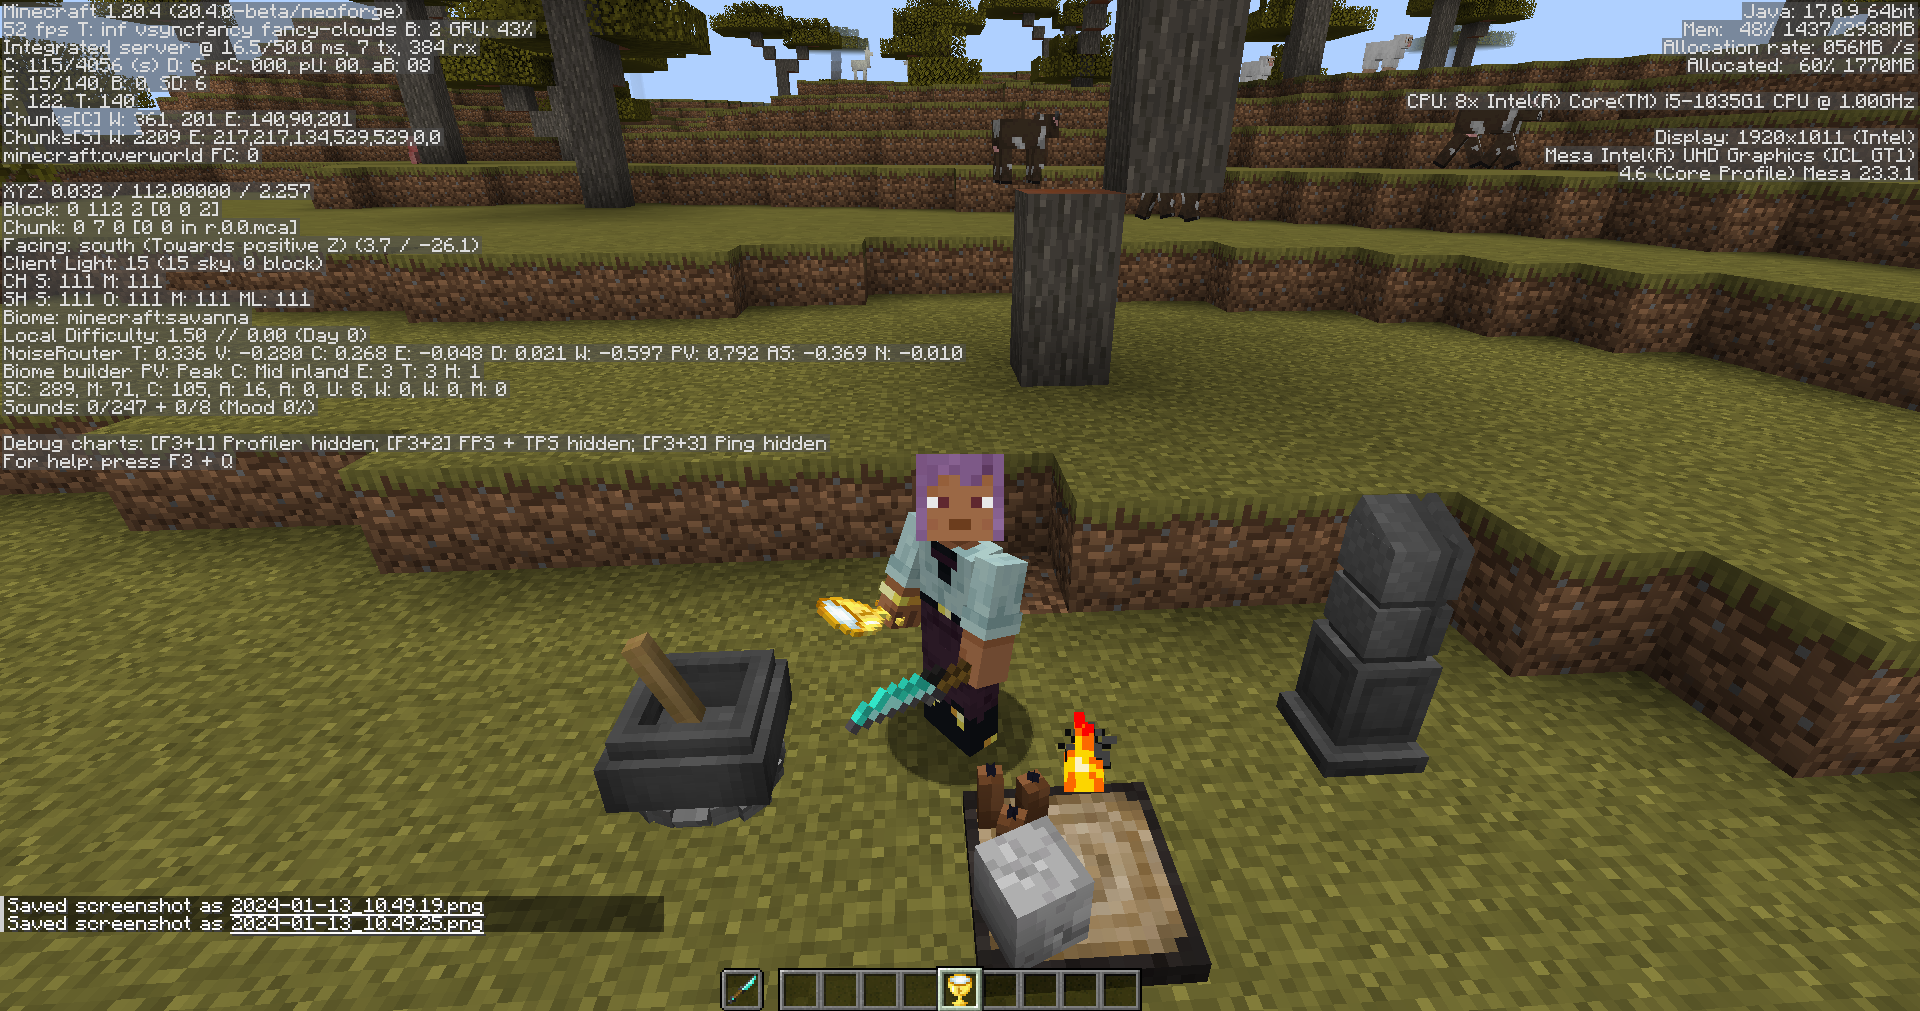 Minecraft 1.20.4 (20.4.0-beta/neoforge)
52 fps T: inf vsyncfancy fancy-clouds B: 2 GPU: 43%
Integrated server @ 16.5/50.0 ms, 7 tx, 384 rx
C: 115/4056 (s) D: 6, pC: 000, pU: 00, aB: 08
E: 15/140, B: 0, SD: 6
P: 122, T: 140
Chunks[C] W: 361, 201 E: 140,90,201
Chunks[S] W: 2209 E: 217,217,134,529,529,0,0
minecraft:overworld FC: 0
XYZ: 0.032 / 112.00000 / 2.257
Block: 0 112 2 [0 0 2]
Chunk: 0 7 0 [0 0 in r.0.0.mca]
Facing: south (Towards positive Z) (3.7 / -26.1)
Client Light: 15 (15 sky, 0 block)
CH S: 111 M: 111
SH S: 111 O: 111 M: 111 ML: 111
Biome: minecraft:savanna
Local Difficulty: 1.50 // 0.00 (Day 0)
NoiseRouter T: 0.336 V: -0.280 C: 0.268 E: -0.048 D: 0.021 W: -0.597 PV: 0.792 AS: -0.369 N: -0.010
Biome builder PV: Peak C: Mid inland E: 3 T: 3 H: 1
SC: 289, M: 71, C: 105, A: 16, A: 0, U: 8, W: 0, W: 0, M: 0
Sounds: 0/247 + 0/8 (Mood 0%)
Debug charts: [F3+1] Profiler hidden; [F3+2] FPS + TPS hidden; [F3+3] Ping hidden
For help: press F3 + Q
Java: 17.0.9 64bit
Mem: 48% 1437/2938MB
Allocation rate: 056MB /s
Allocated: 60% 1770MB
CPU: 8x Intel(R) Core(TM) i5-1035G1 CPU @ 1.00GHz
Display: 1920x1011 (Intel)
Mesa Intel(R) UHD Graphics (ICL GT1)
4.6 (Core Profile) Mesa 23.3.1
Saved screenshot as 2024-01-13_10.49.19.png
Saved screenshot as 2024-01-13_10.49.25.png